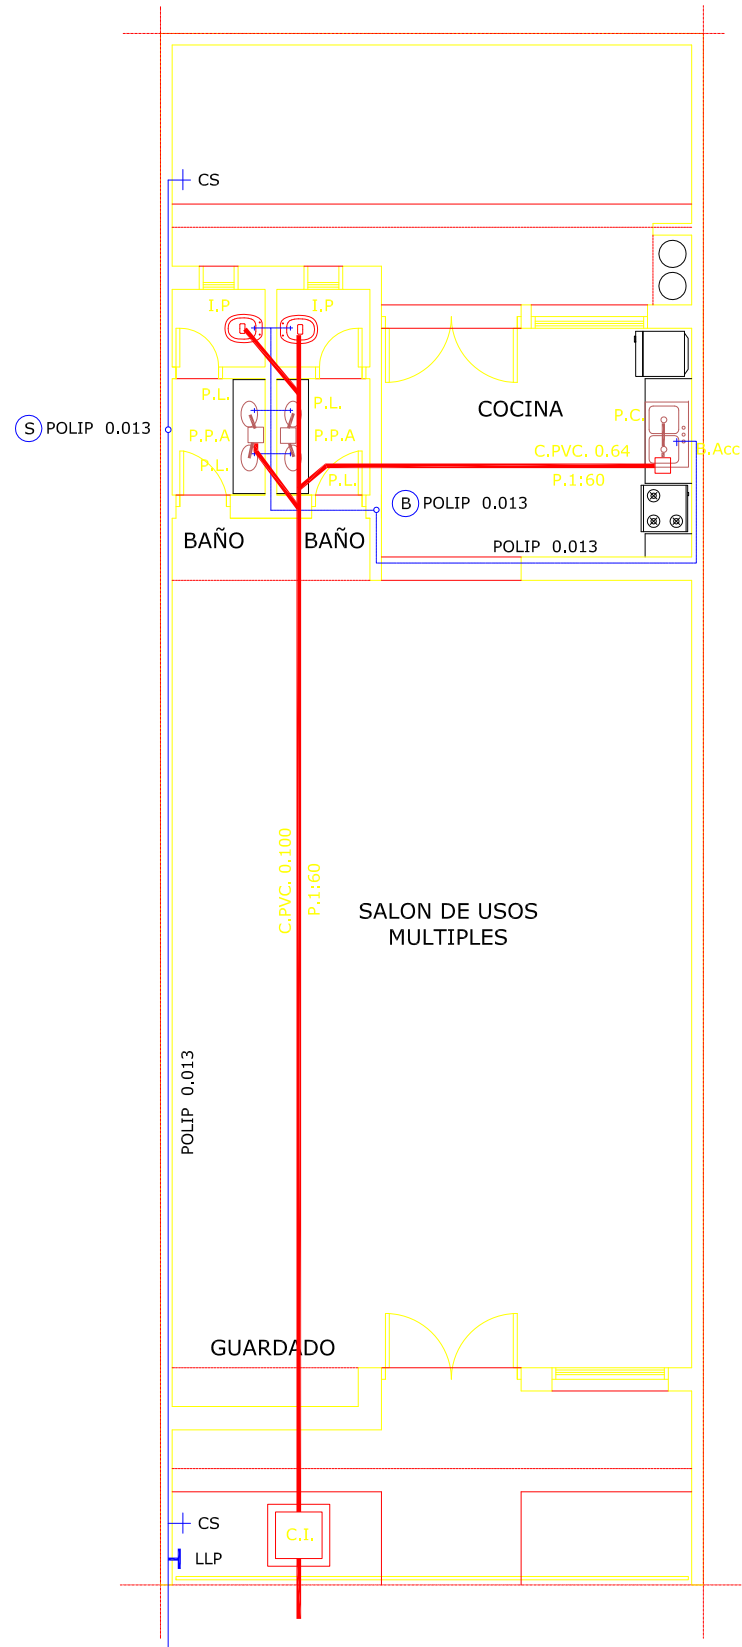 CS
I.P
I.P
P.L.
P.L.
COCINA
P.C.
S
POLIP 0.013
P.P.A
P.P.A
C.PVC. 0.64
B.Acc
P.L.
P.L.
P.1:60
B
POLIP 0.013
BAÑO
BAÑO
POLIP 0.013
C.PVC. 0.100
P.1:60
SALON DE USOS
MULTIPLES
POLIP 0.013
GUARDADO
CS
C.I.
LLP